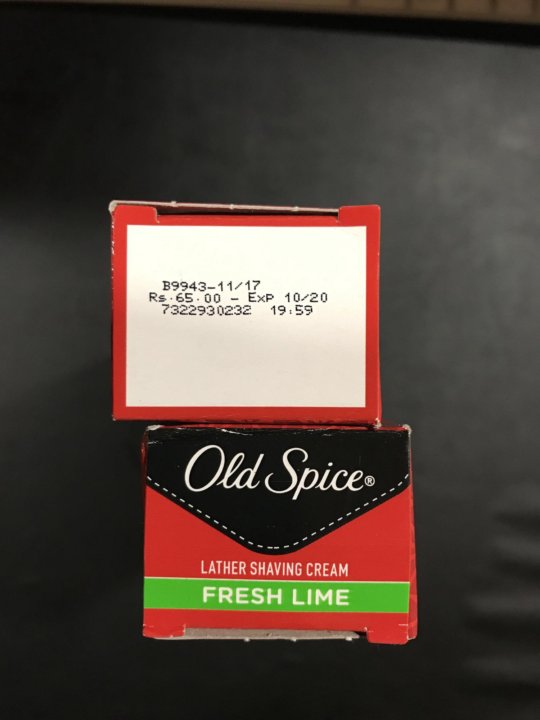 B9943-11/17
Rs.65.00 - Exp 10/20
7322930232 19:59
Old Spice®
LATHER SHAVING CREAM
FRESH LIME